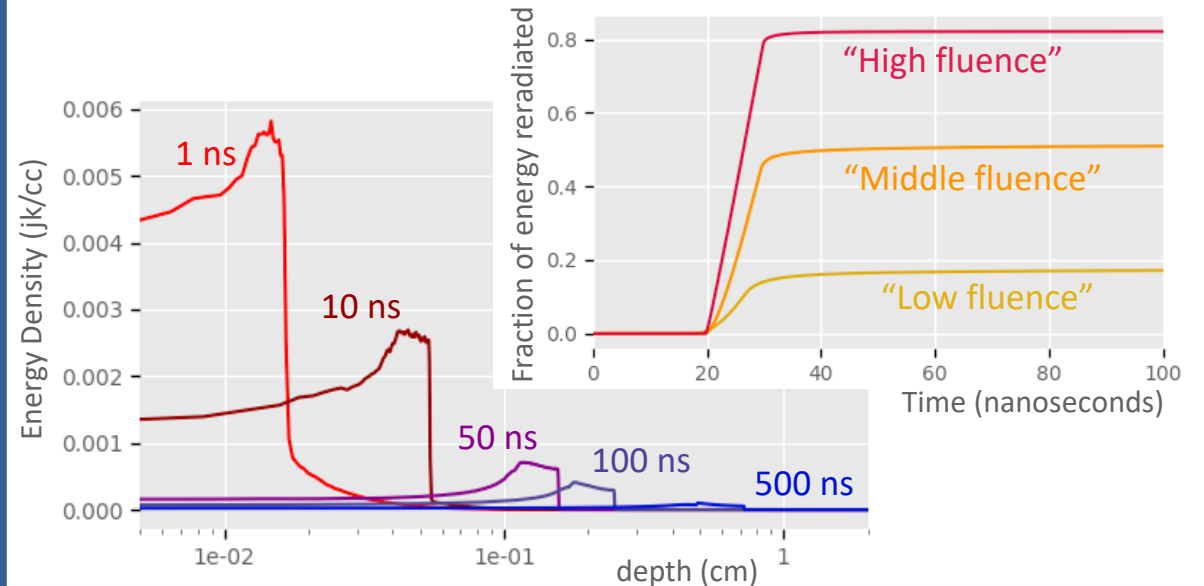 Energy Density (jk/cc)
0.006
0.005
0.004
0.003
0.002
0.001
0.000
1 ns
10 ns
50 ns
100 ns
500 ns
1e-02
1e-01
1
depth (cm)
Fraction of energy reradiated
0.8
0.6
0.4
0.2
0.0
"High fluence"
"Middle fluence"
"Low fluence"
0
20
40
60
80
100
Time (nanoseconds)